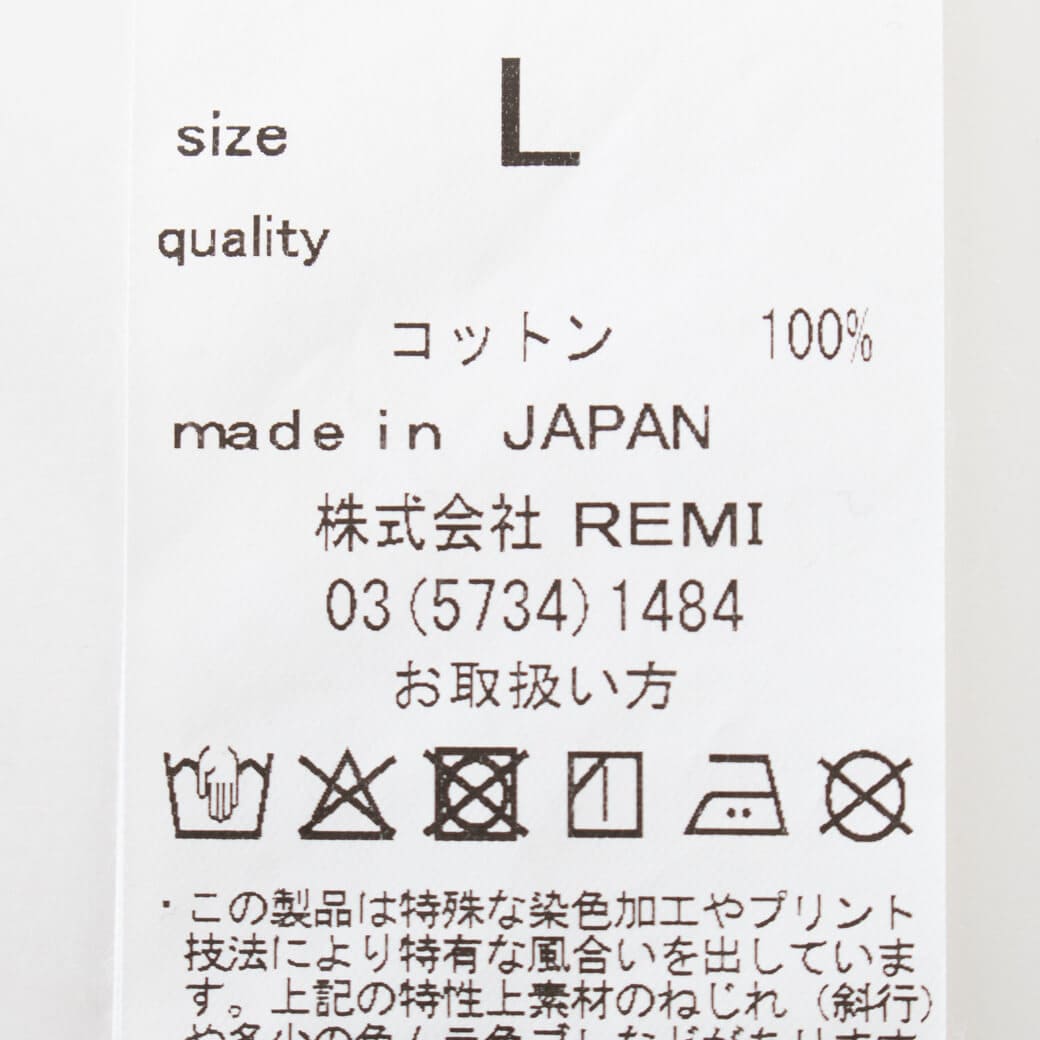 size L
quality
コットン 100%
made in JAPAN
株式会社 REMI
03(5734)1484
お取扱い方
・この製品は特殊な染色加工やプリント
技法により特有な風合いを出していま
す。上記の特性上素材のねじれ（斜行）